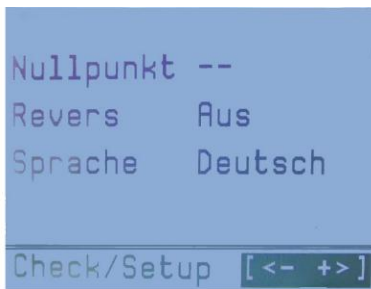 Nullpunkt --
Revers Aus
Sprache Deutsch
Check/Setup [<- +>]